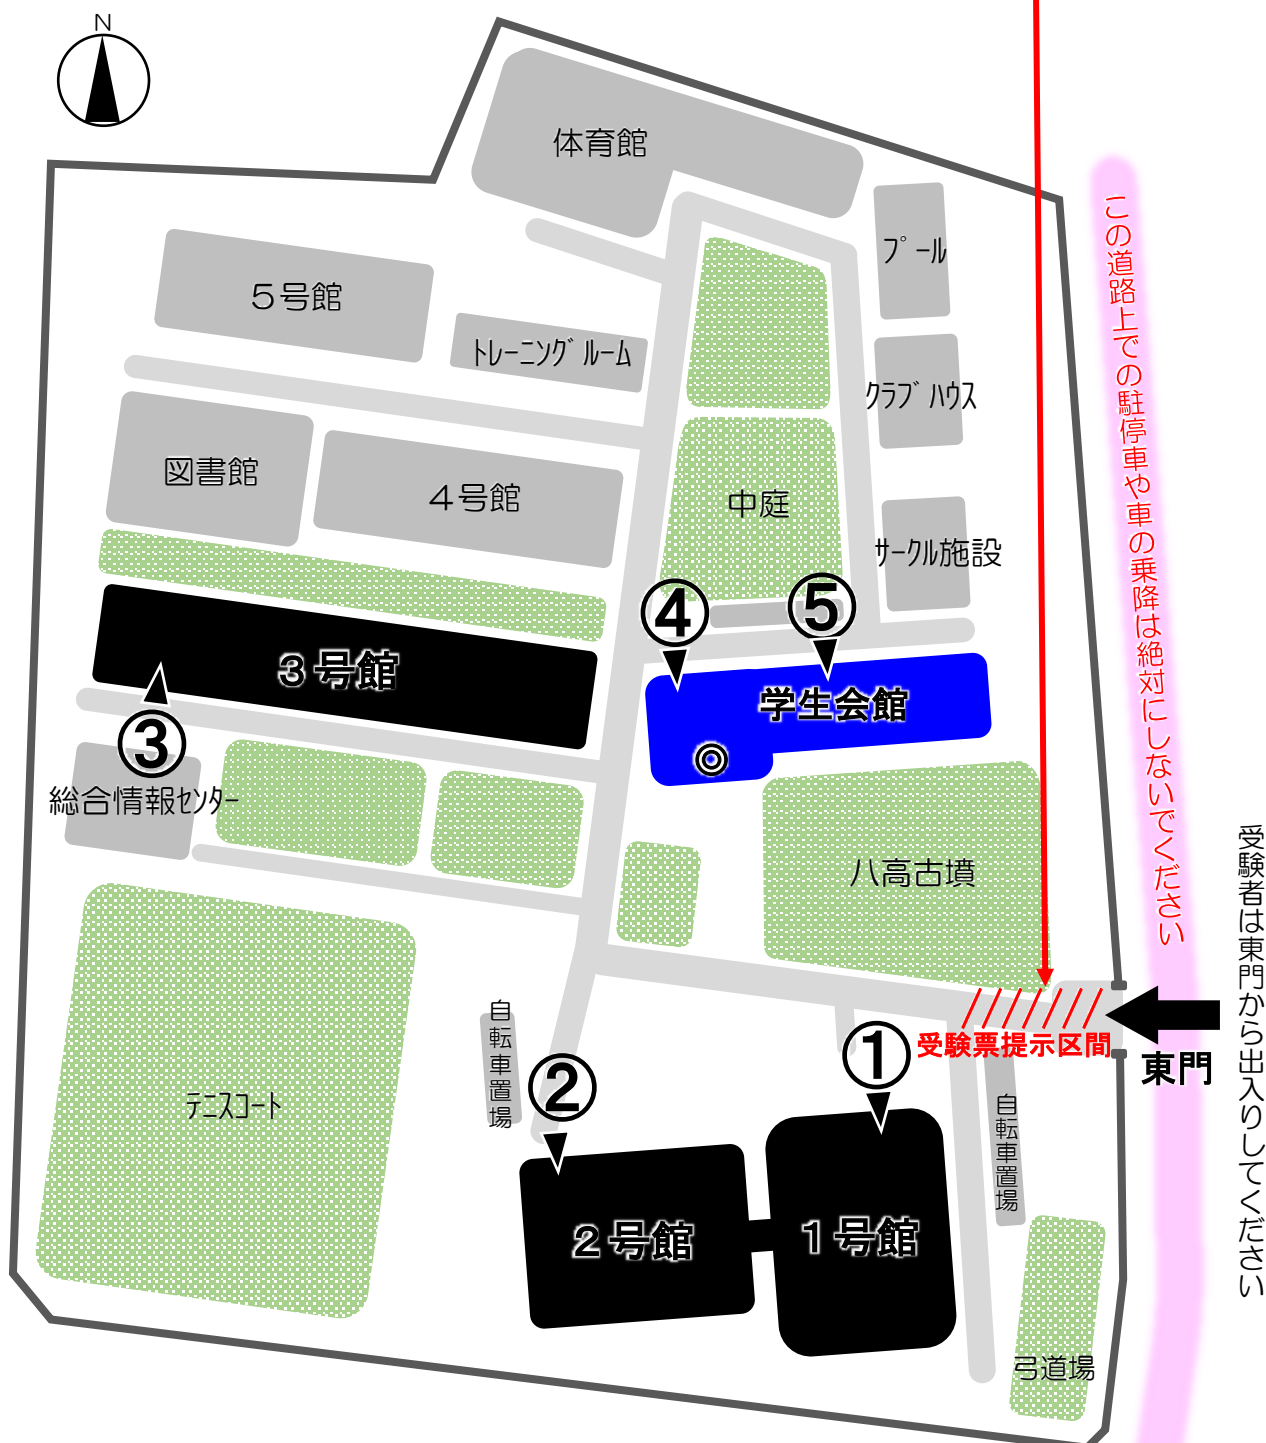 N
体育館
プール
この道路上での駐停車や車の乗降は絶対にしないでください
5号館
トレーニングルーム
クラブハウス
図書館
4号館
中庭
サークル施設
④
⑤
3号館
学生会館
◎
③
総合情報センター
八高古墳
受験者は東門から出入りしてください
自転車置場
①
受験票提示区間
東門
②
テニスコート
自転車置場
2号館
1号館
弓道場